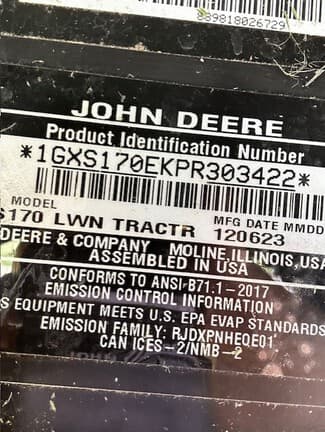 889818026729
JOHN DEERE
Product Identification Number
*1GXS170EKPR303422*
MODEL MFG DATE MMDD
S170 LWN TRACTR 120623
DEERE & COMPANY MOLINE, ILLINOIS, USA
ASSEMBLED IN USA
CONFORMS TO ANSI-B71.1-2017
EMISSION CONTROL INFORMATION
S EQUIPMENT MEETS U.S. EPA EVAP STANDARDS
EMISSION FAMILY: RJDXPNHEQE01
CAN ICES-2/NMB-2